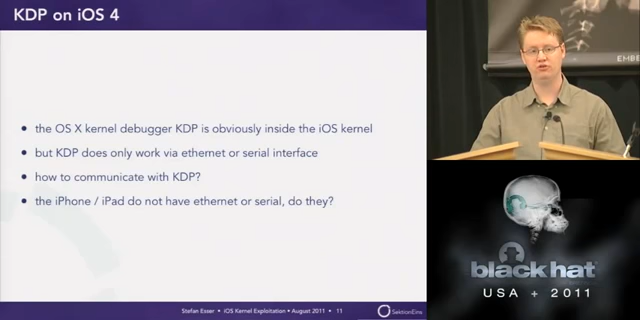 KDP on iOS 4
• the OS X kernel debugger KDP is obviously inside the iOS kernel
• but KDP does only work via ethernet or serial interface
• how to communicate with KDP?
• the iPhone / iPad do not have ethernet or serial, do they?
Stefan Esser • iOS Kernel Exploitation • August 2011 • 11
SektionEins
EMBE
black hat
USA + 2011